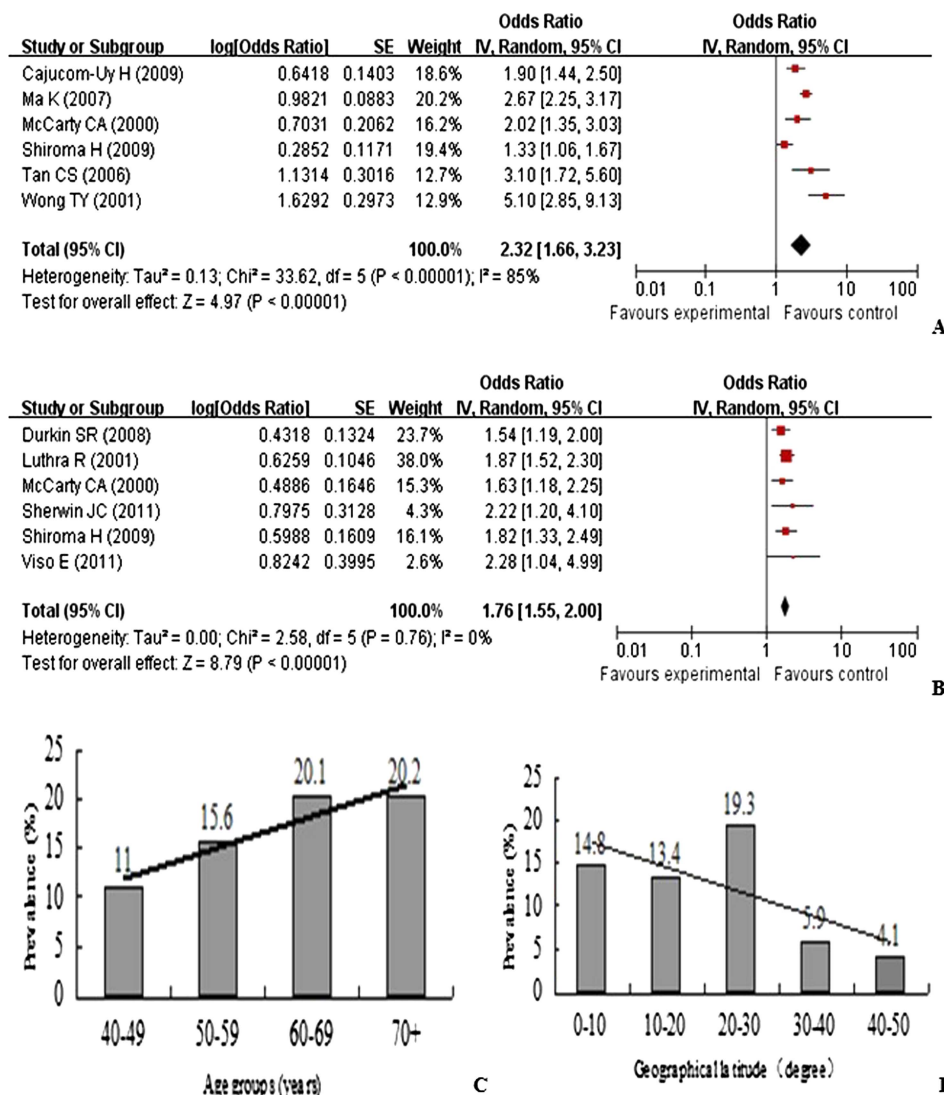 Odds Ratio Odds Ratio
Study or Subgroup log[Odds Ratio] SE Weight IV, Random, 95% CI IV, Random, 95% CI
Cajucom-Uy H (2009) 0.6418 0.1403 18.6% 1.90 [1.44, 2.50]
Ma K (2007) 0.9821 0.0883 20.2% 2.67 [2.25, 3.17]
McCarty CA (2000) 0.7031 0.2062 16.2% 2.02 [1.35, 3.03]
Shiroma H (2009) 0.2852 0.1171 19.4% 1.33 [1.06, 1.67]
Tan CS (2006) 1.1314 0.3016 12.7% 3.10 [1.72, 5.60]
Wong TY (2001) 1.6292 0.2973 12.9% 5.10 [2.85, 9.13]
Total (95% CI) 100.0% 2.32 [1.66, 3.23]
Heterogeneity: Tau² = 0.13; Chi² = 33.62, df = 5 (P < 0.00001); I² = 85%
Test for overall effect: Z = 4.97 (P < 0.00001)
0.01 0.1 1 10 100
Favours experimental Favours control
A
Odds Ratio Odds Ratio
Study or Subgroup log[Odds Ratio] SE Weight IV, Random, 95% CI IV, Random, 95% CI
Durkin SR (2008) 0.4318 0.1324 23.7% 1.54 [1.19, 2.00]
Luthra R (2001) 0.6259 0.1046 38.0% 1.87 [1.52, 2.30]
McCarty CA (2000) 0.4886 0.1646 15.3% 1.63 [1.18, 2.25]
Sherwin JC (2011) 0.7975 0.3128 4.3% 2.22 [1.20, 4.10]
Shiroma H (2009) 0.5988 0.1609 16.1% 1.82 [1.33, 2.49]
Viso E (2011) 0.8242 0.3995 2.6% 2.28 [1.04, 4.99]
Total (95% CI) 100.0% 1.76 [1.55, 2.00]
Heterogeneity: Tau² = 0.00; Chi² = 2.58, df = 5 (P = 0.76); I² = 0%
Test for overall effect: Z = 8.79 (P < 0.00001)
0.01 0.1 1 10 100
Favours experimental Favours control
B
Prevalence (%)
25
20
15
10
5
0
11 15.6 20.1 20.2
40-49 50-59 60-69 70+
Age groups (years)
C
Prevalence (%)
25
20
15
10
5
0
14.8 13.4 19.3 5.9 4.1
0-10 10-20 20-30 30-40 40-50
Geographical latitude (degree)